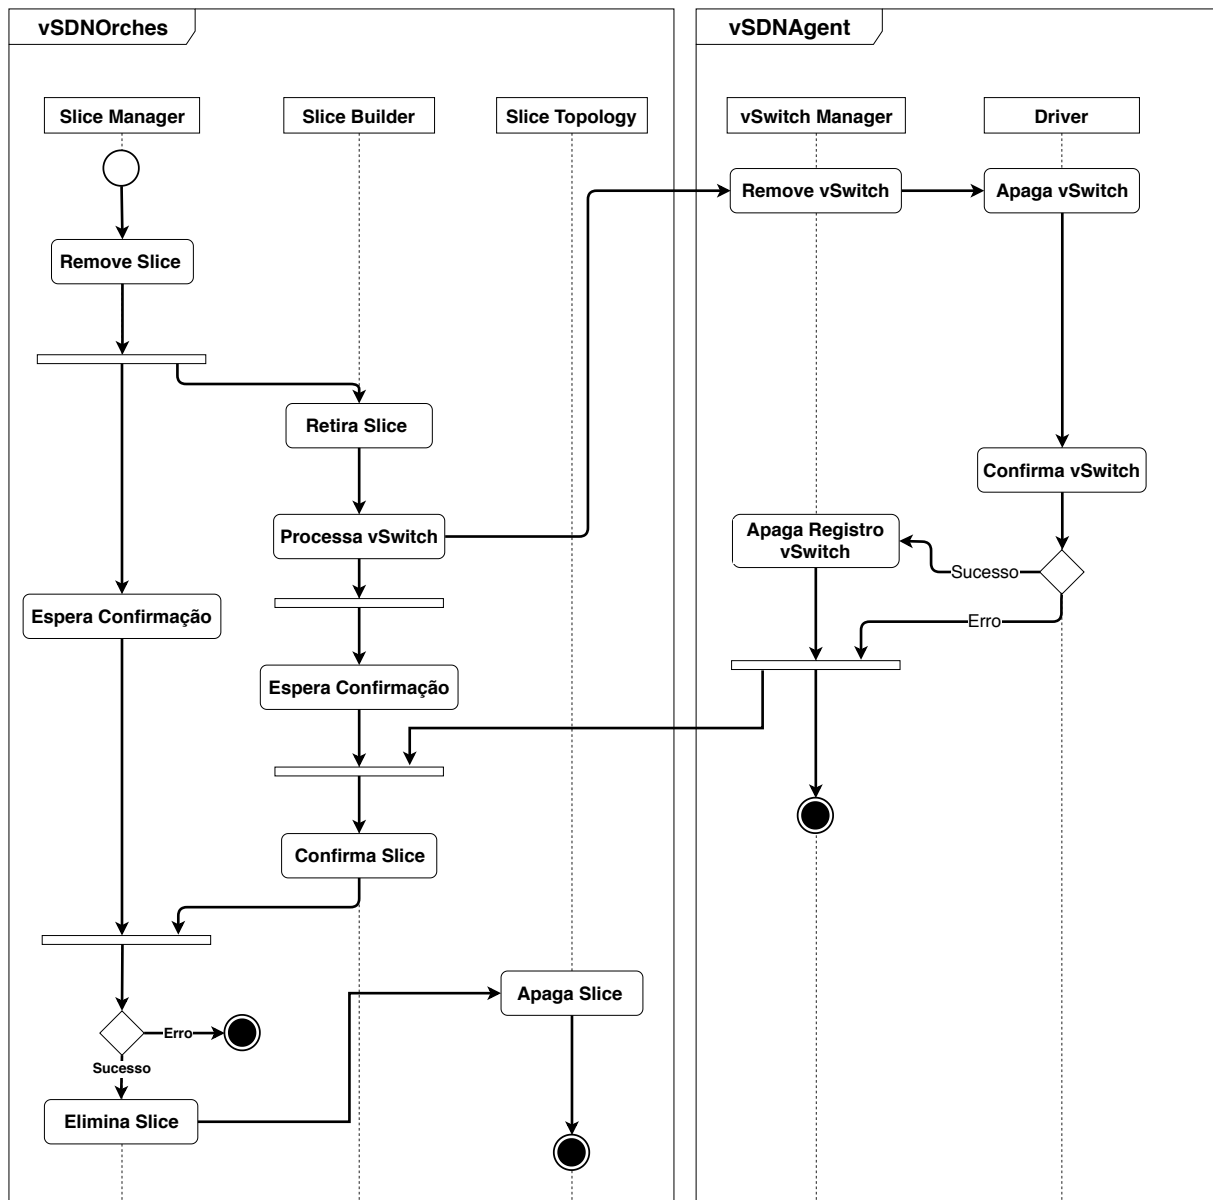 vSDNOrches
vSDNAgent
Slice Manager
Slice Builder
Slice Topology
vSwitch Manager
Driver
Remove vSwitch
Apaga vSwitch
Remove Slice
Retira Slice
Confirma vSwitch
Processa vSwitch
Apaga Registro
vSwitch
Sucesso
Espera Confirmação
Erro
Espera Confirmação
Confirma Slice
Apaga Slice
Erro
Sucesso
Elimina Slice